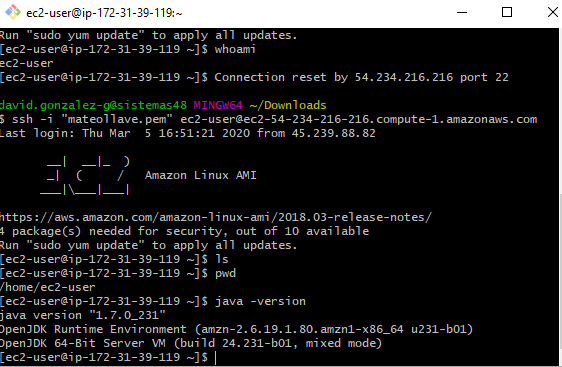 ec2-user@ip-172-31-39-119:~
Run "sudo yum update" to apply all updates.
[ec2-user@ip-172-31-39-119 ~]$ whoami
ec2-user
[ec2-user@ip-172-31-39-119 ~]$ Connection reset by 54.234.216.216 port 22
david.gonzalez-g@sistemas48 MINGW64 ~/Downloads
$ ssh -i "mateollave.pem" ec2-user@ec2-54-234-216-216.compute-1.amazonaws.com
Last login: Thu Mar  5 16:51:21 2020 from 45.239.88.82
       __|  __|_  )
       _|  (     /   Amazon Linux AMI
      ___|\___|___|
https://aws.amazon.com/amazon-linux-ami/2018.03-release-notes/
4 package(s) needed for security, out of 10 available
Run "sudo yum update" to apply all updates.
[ec2-user@ip-172-31-39-119 ~]$ ls
[ec2-user@ip-172-31-39-119 ~]$ pwd
/home/ec2-user
[ec2-user@ip-172-31-39-119 ~]$ java -version
java version "1.7.0_231"
OpenJDK Runtime Environment (amzn-2.6.19.1.80.amzn1-x86_64 u231-b01)
OpenJDK 64-Bit Server VM (build 24.231-b01, mixed mode)
[ec2-user@ip-172-31-39-119 ~]$